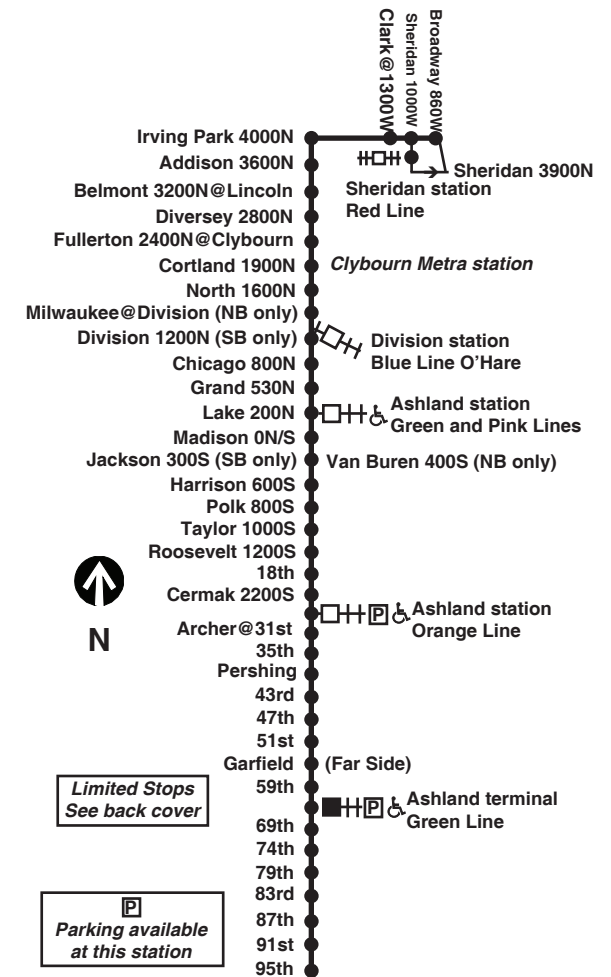 Clark@1300W
Sheridan 1000W
Broadway 860W
Irving Park 4000N
Addison 3600N
Sheridan 3900N
Belmont 3200N@Lincoln
Sheridan station
Red Line
Diversey 2800N
Fullerton 2400N@Clybourn
Cortland 1900N
Clybourn Metra station
North 1600N
Milwaukee@Division (NB only)
Division 1200N (SB only)
Division station
Blue Line O'Hare
Chicago 800N
Grand 530N
Lake 200N
Ashland station
Green and Pink Lines
Madison 0N/S
Jackson 300S (SB only)
Van Buren 400S (NB only)
Harrison 600S
Polk 800S
Taylor 1000S
Roosevelt 1200S
18th
Cermak 2200S
P
Ashland station
Orange Line
N
Archer@31st
35th
Pershing
43rd
47th
51st
Garfield
(Far Side)
59th
Limited Stops
See back cover
P
Ashland terminal
Green Line
69th
74th
79th
83rd
87th
91st
95th
P
Parking available
at this station